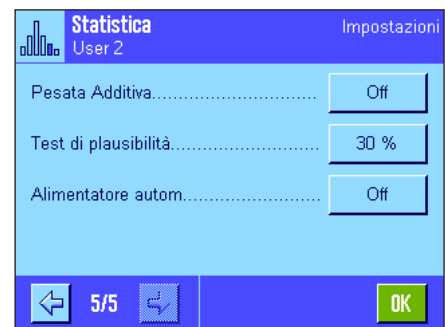 Statistica Impostazioni
User 2
Pesata Additiva............................ Off
Test di plausibilità......................... 30 %
Alimentatore autom........................ Off
5/5 OK